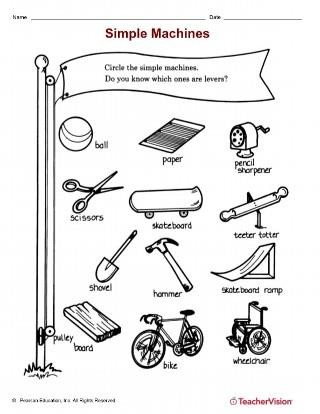 Name Date
Simple Machines
Circle the simple machines.
Do you know which ones are levers?
ball
paper
pencil
sharpener
scissors
skateboard
teeter totter
shovel
hammer
skateboard ramp
pulley
board
bike
wheelchair
© Pearson Education, Inc. All Rights Reserved.
TeacherVision